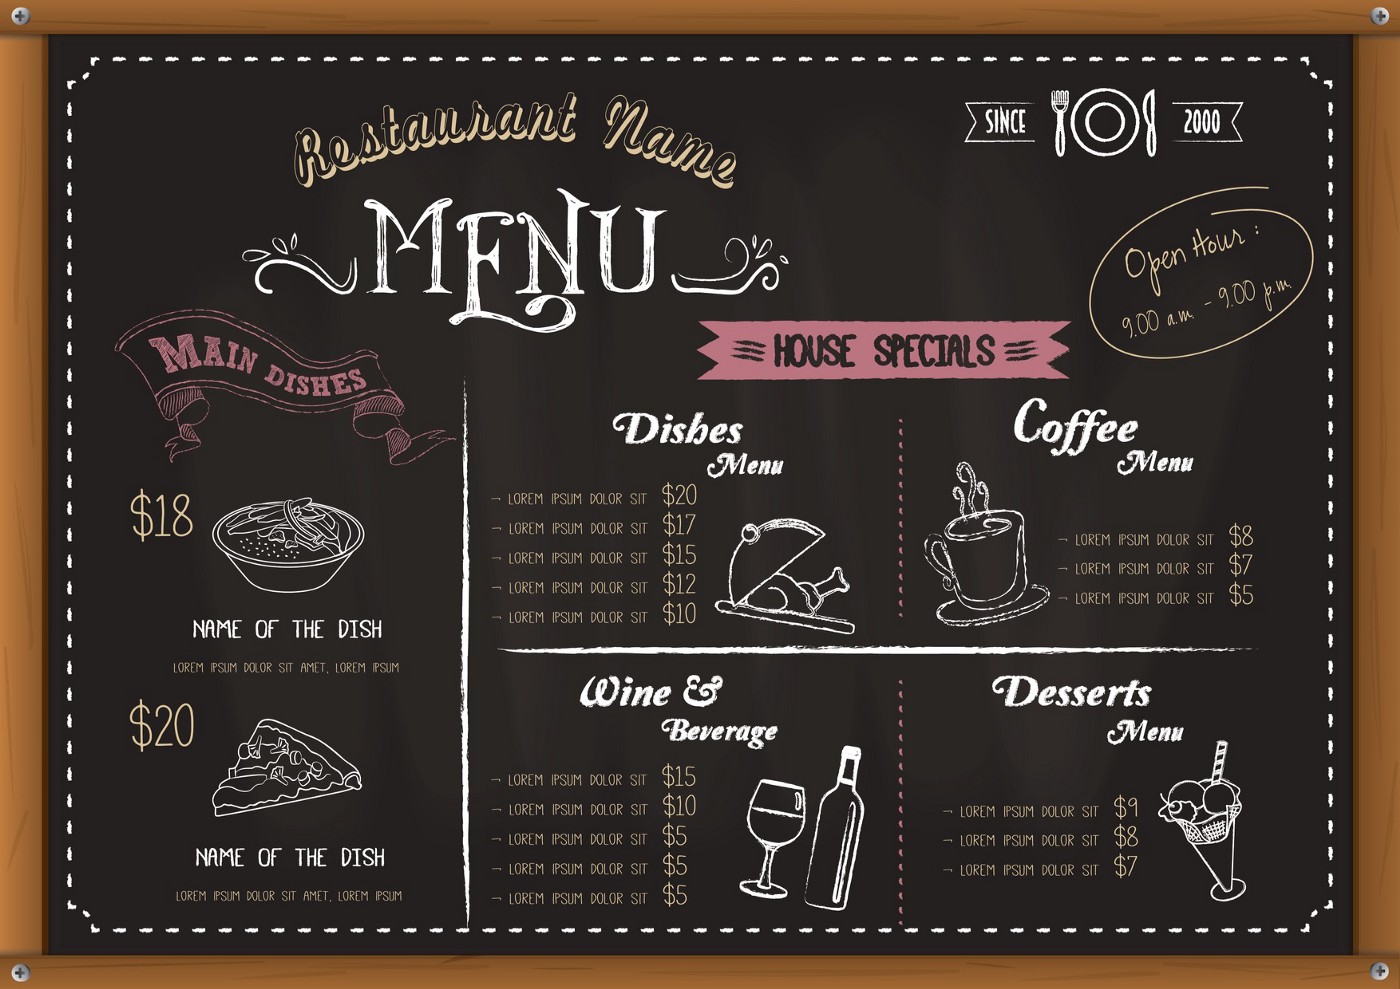 Restaurant Name
MENU
SINCE 2000
Open Hour :
9.00 a.m. - 9.00 p.m.
MAIN DISHES
$18
NAME OF THE DISH
LOREM IPSUM DOLOR SIT AMET, LOREM IPSUM
$20
NAME OF THE DISH
LOREM IPSUM DOLOR SIT AMET, LOREM IPSUM
HOUSE SPECIALS
Dishes
Menu
LOREM IPSUM DOLOR SIT $20
LOREM IPSUM DOLOR SIT $17
LOREM IPSUM DOLOR SIT $15
LOREM IPSUM DOLOR SIT $12
LOREM IPSUM DOLOR SIT $10
Coffee
Menu
LOREM IPSUM DOLOR SIT $8
LOREM IPSUM DOLOR SIT $7
LOREM IPSUM DOLOR SIT $5
Wine &
Beverage
LOREM IPSUM DOLOR SIT $15
LOREM IPSUM DOLOR SIT $10
LOREM IPSUM DOLOR SIT $5
LOREM IPSUM DOLOR SIT $5
LOREM IPSUM DOLOR SIT $5
Desserts
Menu
LOREM IPSUM DOLOR SIT $9
LOREM IPSUM DOLOR SIT $8
LOREM IPSUM DOLOR SIT $7